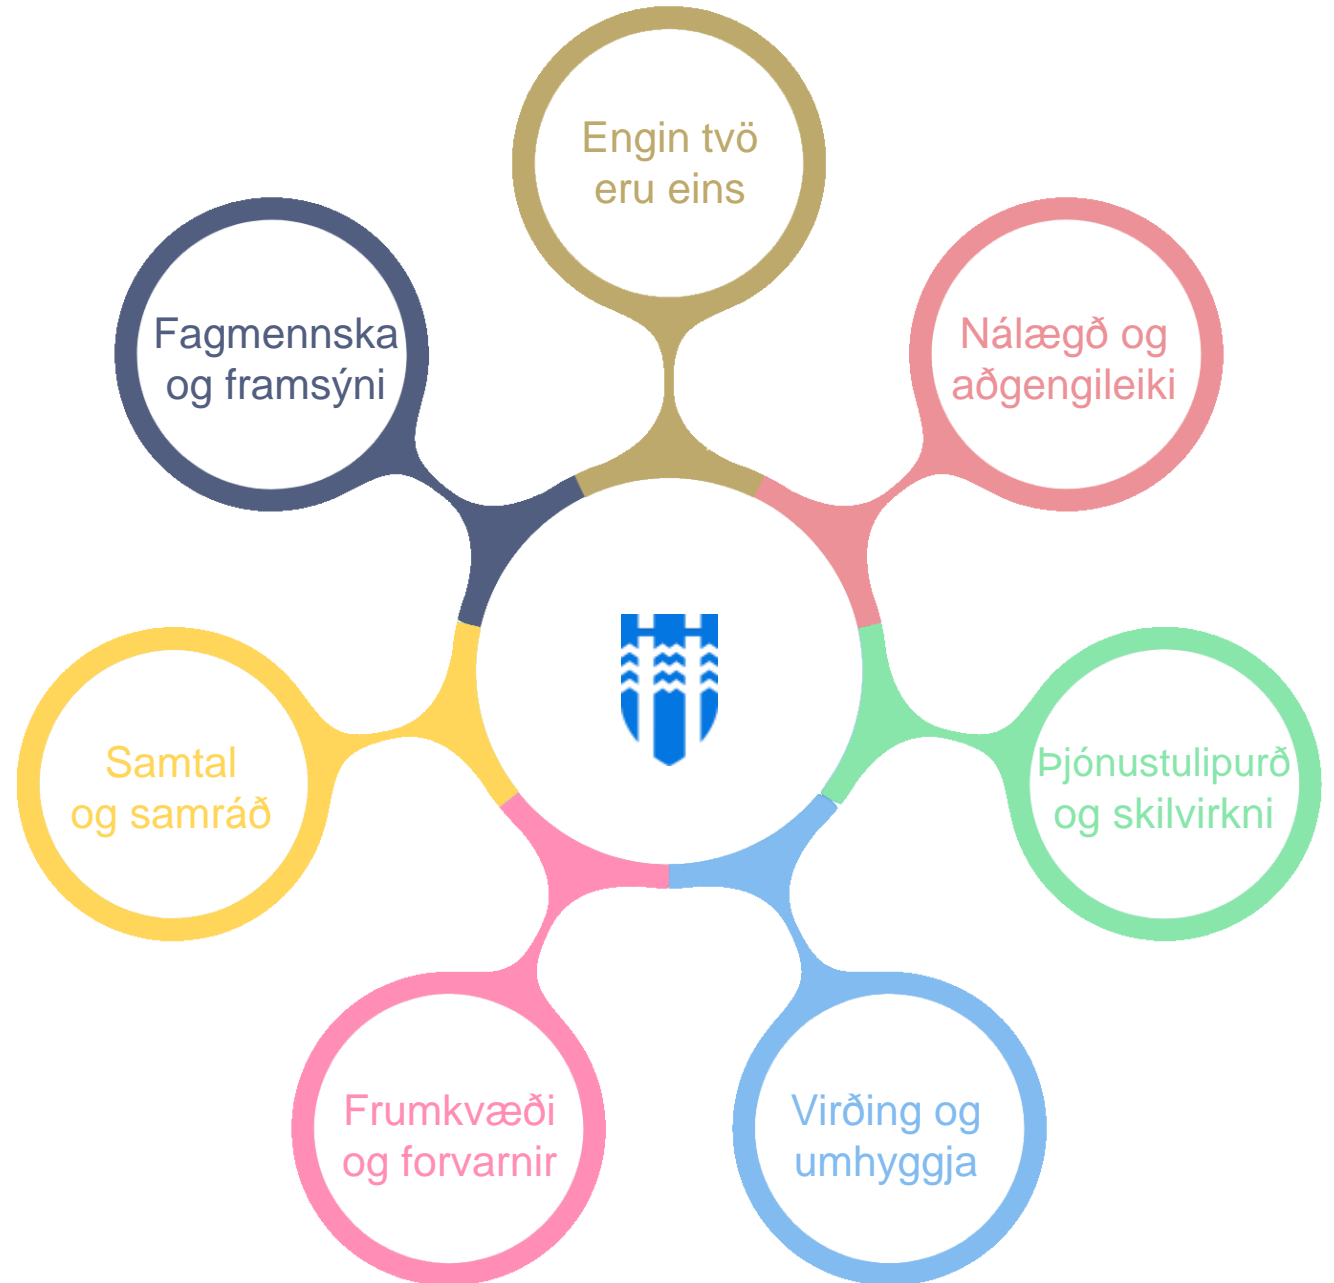 Engin tvö
eru eins
Nálægð og
aðgengileiki
Þjónustulipurð
og skilvirkni
Virðing og
umhyggja
Frumkvæði
og forvarnir
Samtal
og samráð
Fagmennska
og framsýni